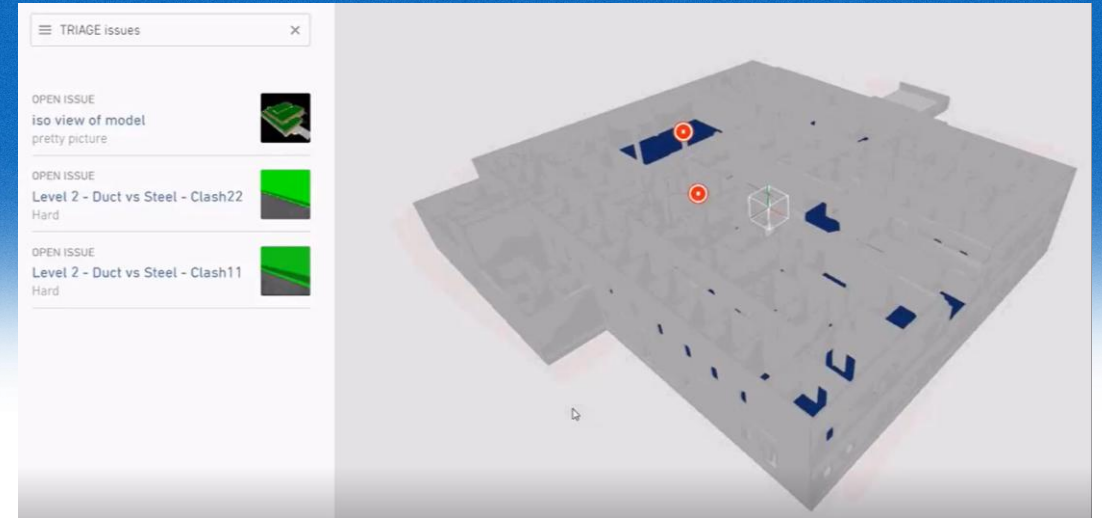 TRIAGE issues
OPEN ISSUE
iso view of model
pretty picture
OPEN ISSUE
Level 2 - Duct vs Steel - Clash22
Hard
OPEN ISSUE
Level 2 - Duct vs Steel - Clash11
Hard